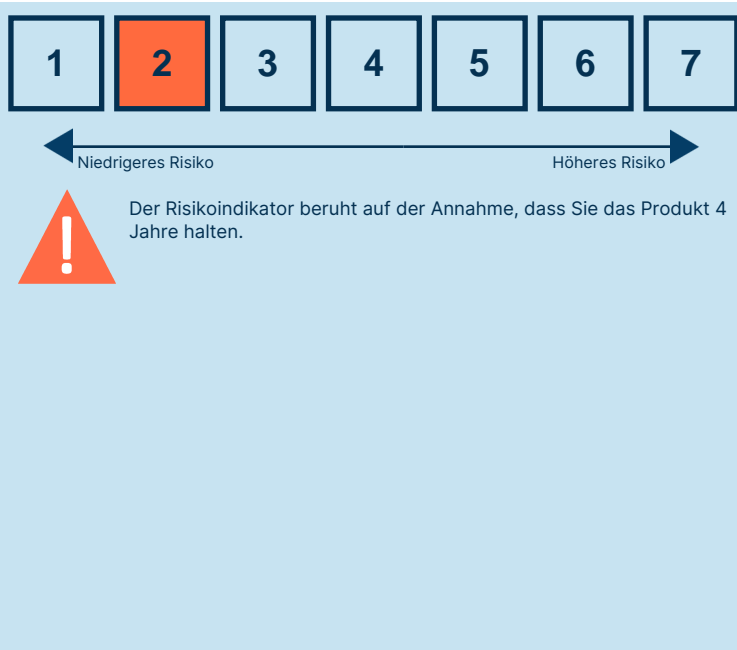 1 2 3 4 5 6 7
Niedrigeres Risiko Höheres Risiko
Der Risikoindikator beruht auf der Annahme, dass Sie das Produkt 4
Jahre halten.